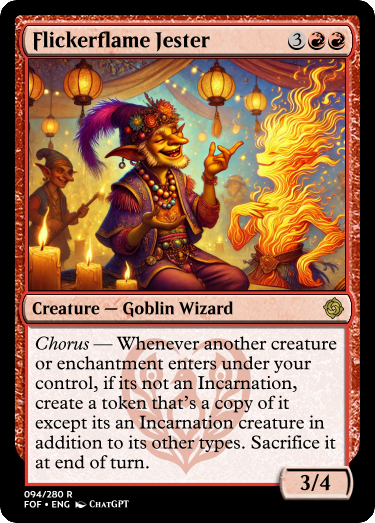 Flickerflame Jester 3
Creature — Goblin Wizard
Chorus — Whenever another creature
or enchantment enters under your
control, if its not an Incarnation,
create a token that's a copy of it
except its an Incarnation creature in
addition to its other types. Sacrifice it
at end of turn.
3/4
094/280 R
FOF • ENG ChatGPT